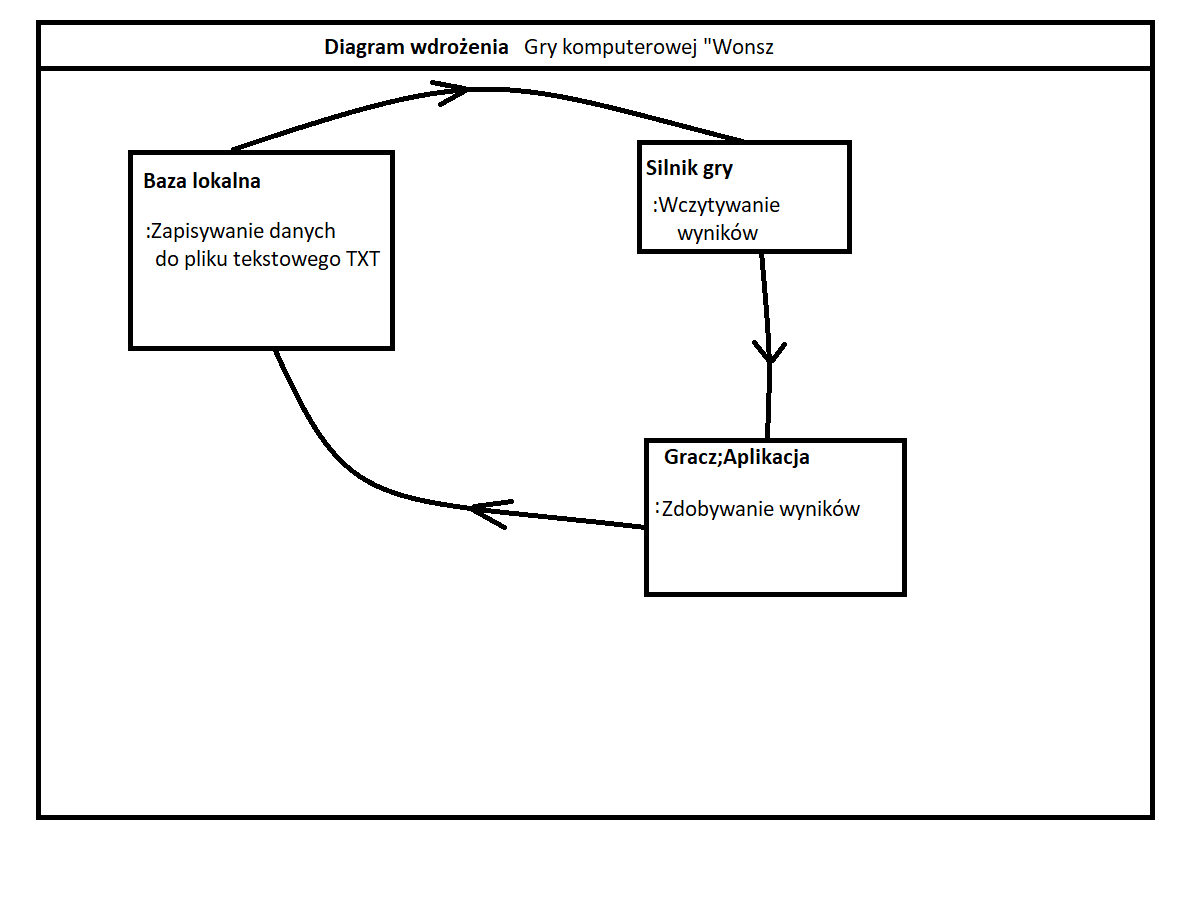 Diagram wdrożenia Gry komputerowej "Wonsz
Baza lokalna
:Zapisywanie danych
do pliku tekstowego TXT
Silnik gry
:Wczytywanie
wyników
Gracz;Aplikacja
:Zdobywanie wyników